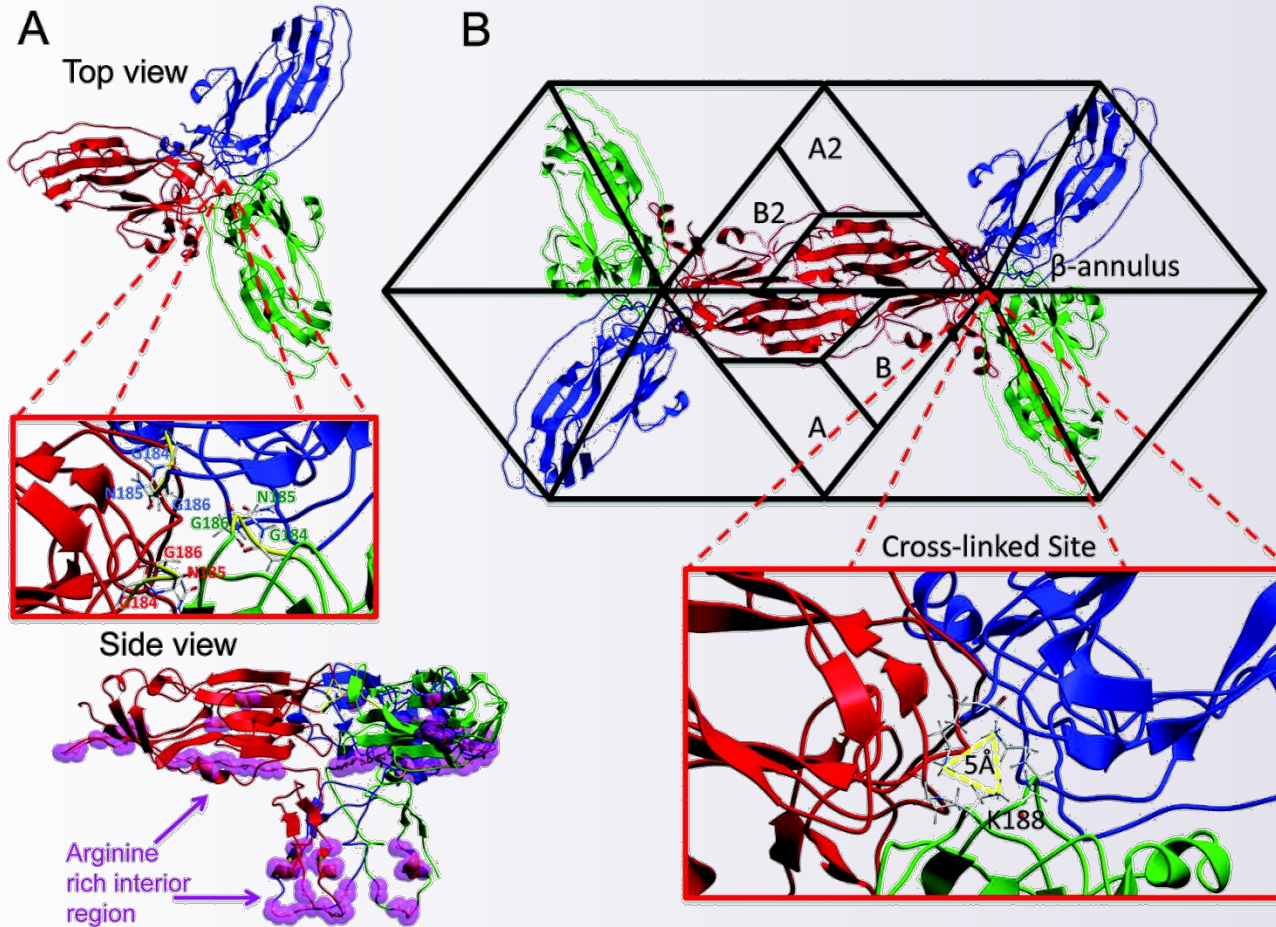 A
Top view
G184
N185
G186
N185
G186
G184
G186
N185
G184
Side view
Arginine
rich interior
region
B
A2
B2
β-annulus
B
A
Cross-linked Site
5Å
K188